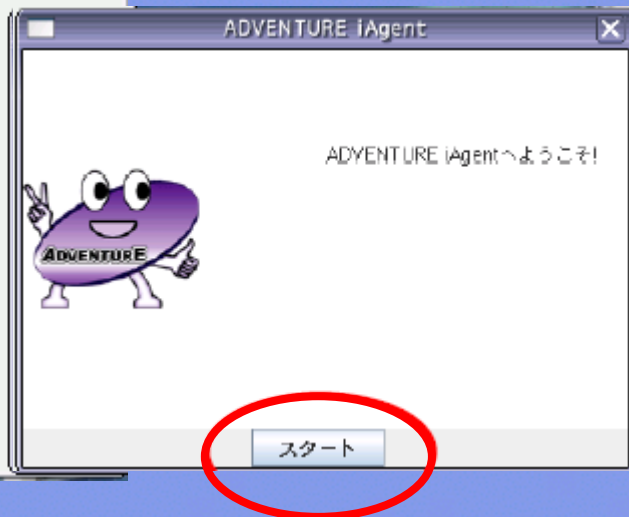 ADVENTURE iAgent
ADVENTURE iAgentへようこそ!
ADVENTURE
スタート